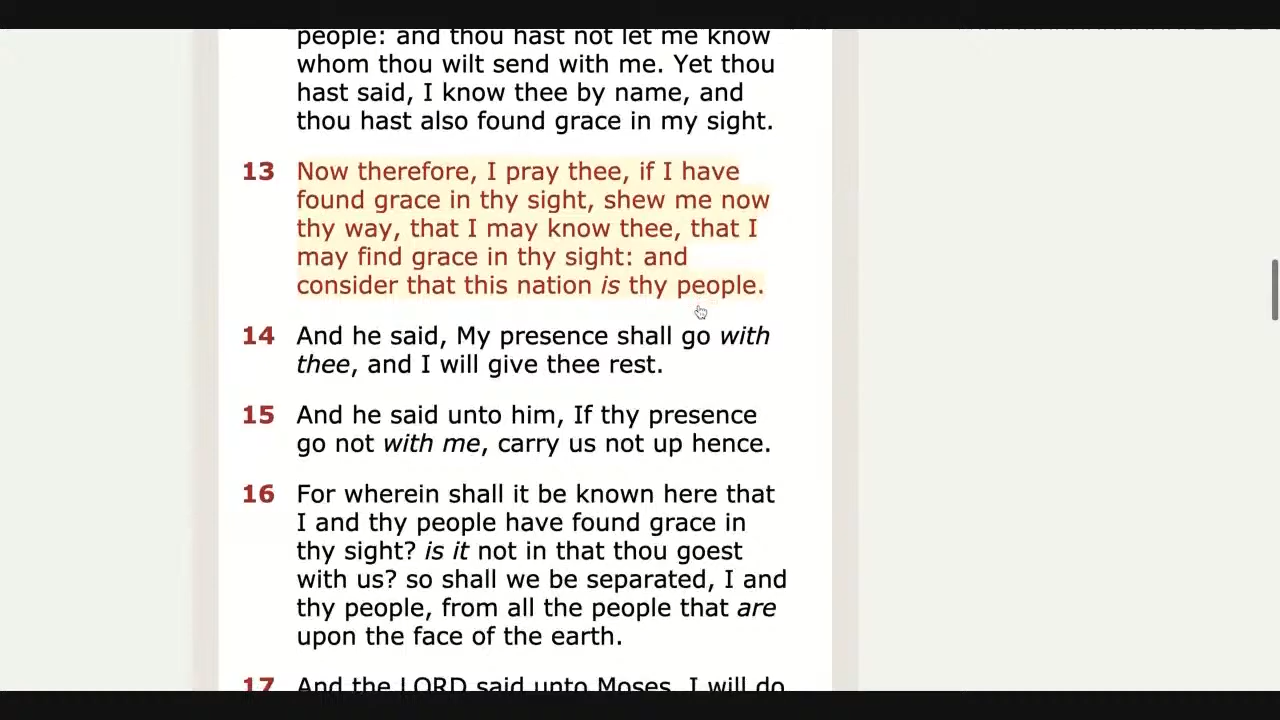 people: and thou hast not let me know
whom thou wilt send with me. Yet thou
hast said, I know thee by name, and
thou hast also found grace in my sight.
13 Now therefore, I pray thee, if I have
found grace in thy sight, shew me now
thy way, that I may know thee, that I
may find grace in thy sight: and
consider that this nation is thy people.
14 And he said, My presence shall go with
thee, and I will give thee rest.
15 And he said unto him, If thy presence
go not with me, carry us not up hence.
16 For wherein shall it be known here that
I and thy people have found grace in
thy sight? is it not in that thou goest
with us? so shall we be separated, I and
thy people, from all the people that are
upon the face of the earth.
17 And the LORD said unto Moses, I will do